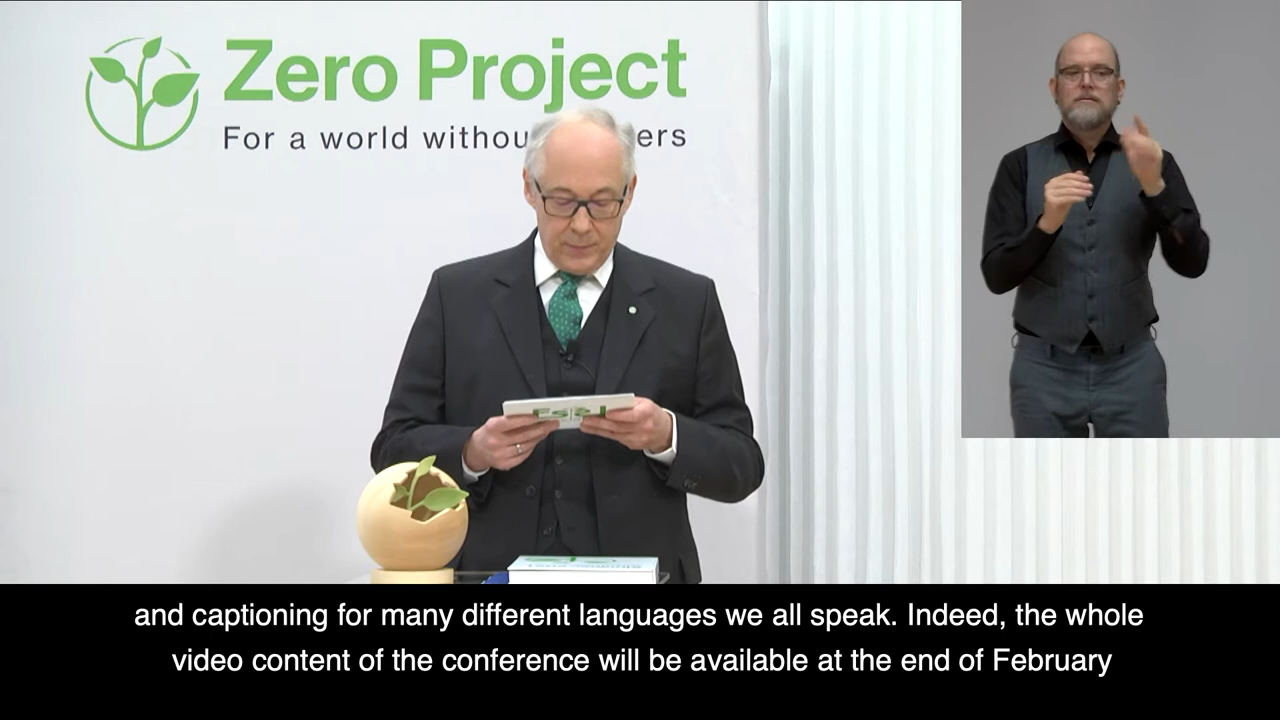 Zero Project
For a world withou ers
and captioning for many different languages we all speak. Indeed, the whole
video content of the conference will be available at the end of February